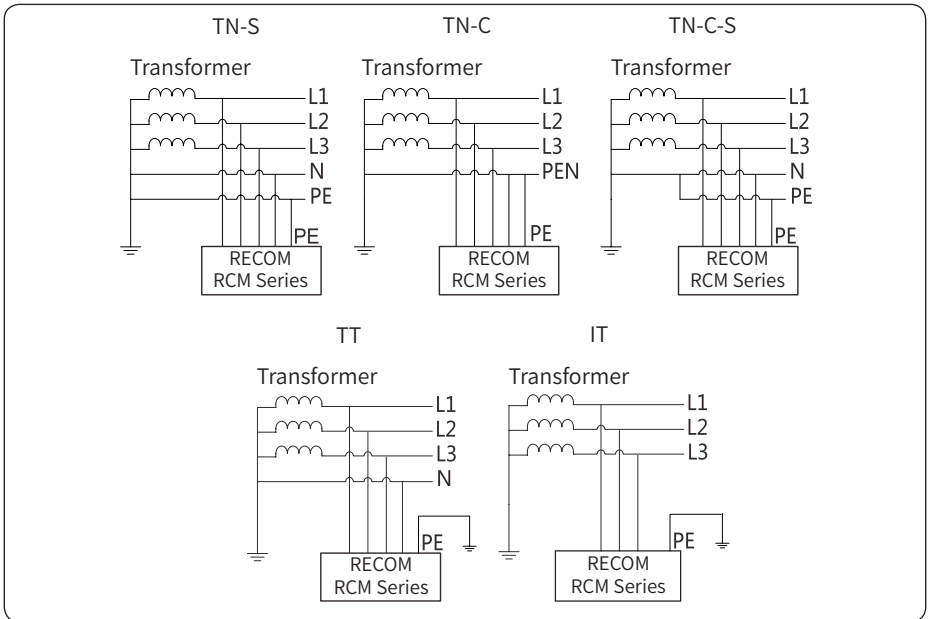 TN-S
TN-C
TN-C-S
Transformer
Transformer
Transformer
L1
L2
L3
N
PE
PE
RECOM
RCM Series
L1
L2
L3
PEN
PE
RECOM
RCM Series
L1
L2
L3
N
PE
PE
RECOM
RCM Series
TT
IT
Transformer
Transformer
L1
L2
L3
N
PE
RECOM
RCM Series
L1
L2
L3
PE
RECOM
RCM Series